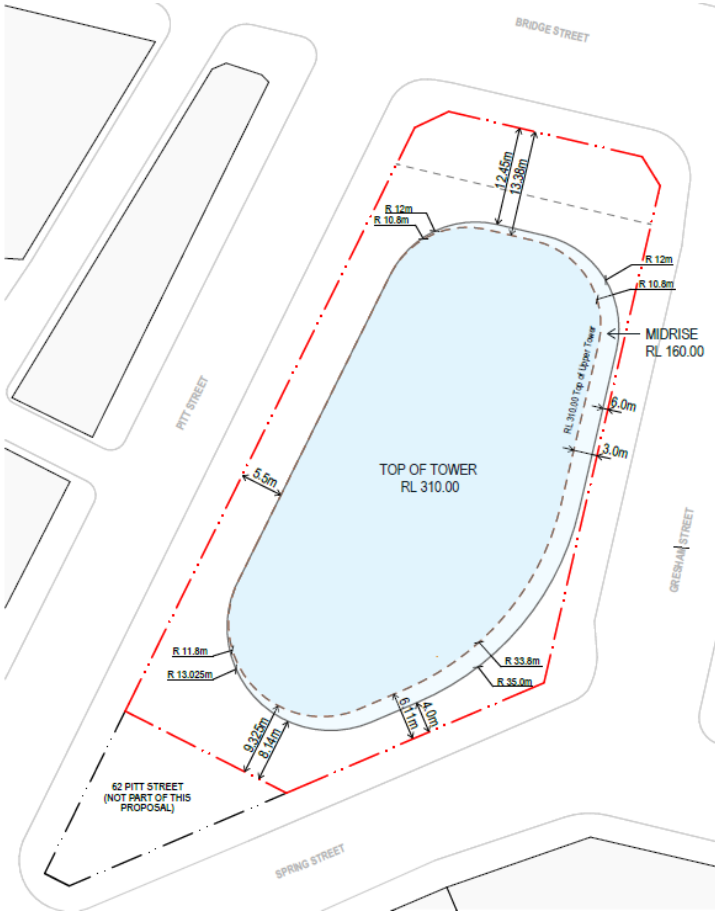 BRIDGE STREET
12.45m
13.38m
R 12m
R 10.8m
R 12m
R 10.8m
MIDRISE
RL 160.00
RL 310.00 Top of Upper Tower
PITT STREET
6.0m
3.0m
TOP OF TOWER
RL 310.00
5.5m
GRESHAM STREET
R 11.8m
R 13.025m
R 33.8m
R 35.0m
6.11m
4.0m
9.325m
8.14m
62 PITT STREET
(NOT PART OF THIS
PROPOSAL)
SPRING STREET